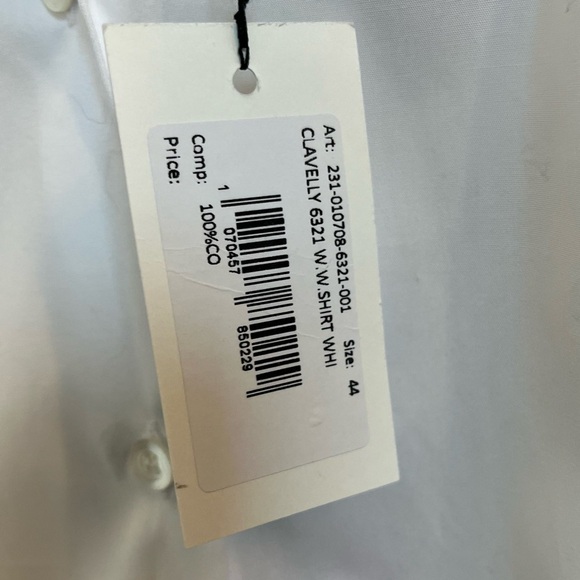 Art: 231-010708-6321-001 Size: 44
CLAVELLY 6321 W.W.SHIRT WHI
1 070457 850229
Comp: 100%CO
Price: